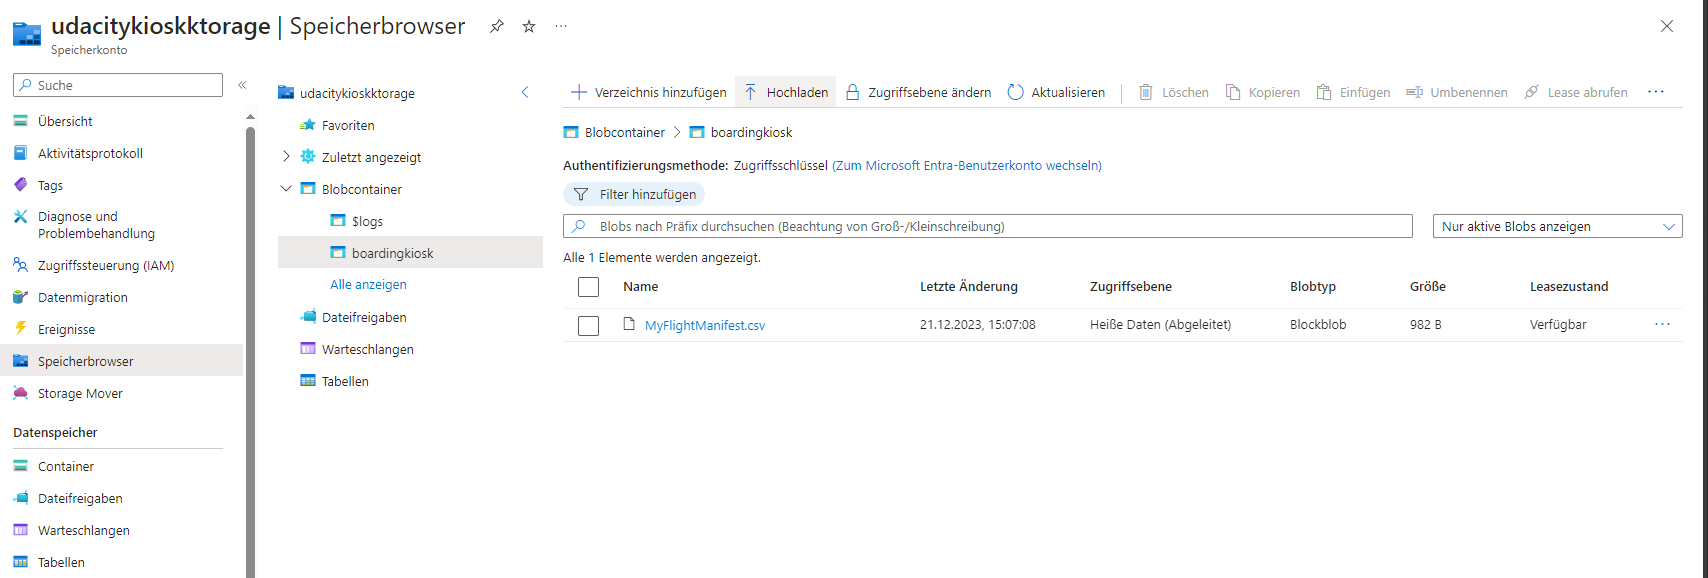 udacitykioskktorage | Speicherbrowser
Speicherkonto
Suche
Übersicht
Aktivitätsprotokoll
Tags
Diagnose und
Problembehandlung
Zugriffssteuerung (IAM)
Datenmigration
Ereignisse
Speicherbrowser
Storage Mover
Datenspeicher
Container
Dateifreigaben
Warteschlangen
Tabellen
udacitykioskktorage
Favoriten
Zuletzt angezeigt
Blobcontainer
$logs
boardingkiosk
Alle anzeigen
Dateifreigaben
Warteschlangen
Tabellen
Verzeichnis hinzufügen Hochladen Zugriffsebene ändern Aktualisieren Löschen Kopieren Einfügen Umbenennen Lease abrufen
Blobcontainer > boardingkiosk
Authentifizierungsmethode: Zugriffsschlüssel (Zum Microsoft Entra-Benutzerkonto wechseln)
Filter hinzufügen
Blobs nach Präfix durchsuchen (Beachtung von Groß-/Kleinschreibung) Nur aktive Blobs anzeigen
Alle 1 Elemente werden angezeigt.
Name Letzte Änderung Zugriffsebene Blobtyp Größe Leasezustand
MyFlightManifest.csv 21.12.2023, 15:07:08 Heiße Daten (Abgeleitet) Blockblob 982 B Verfügbar